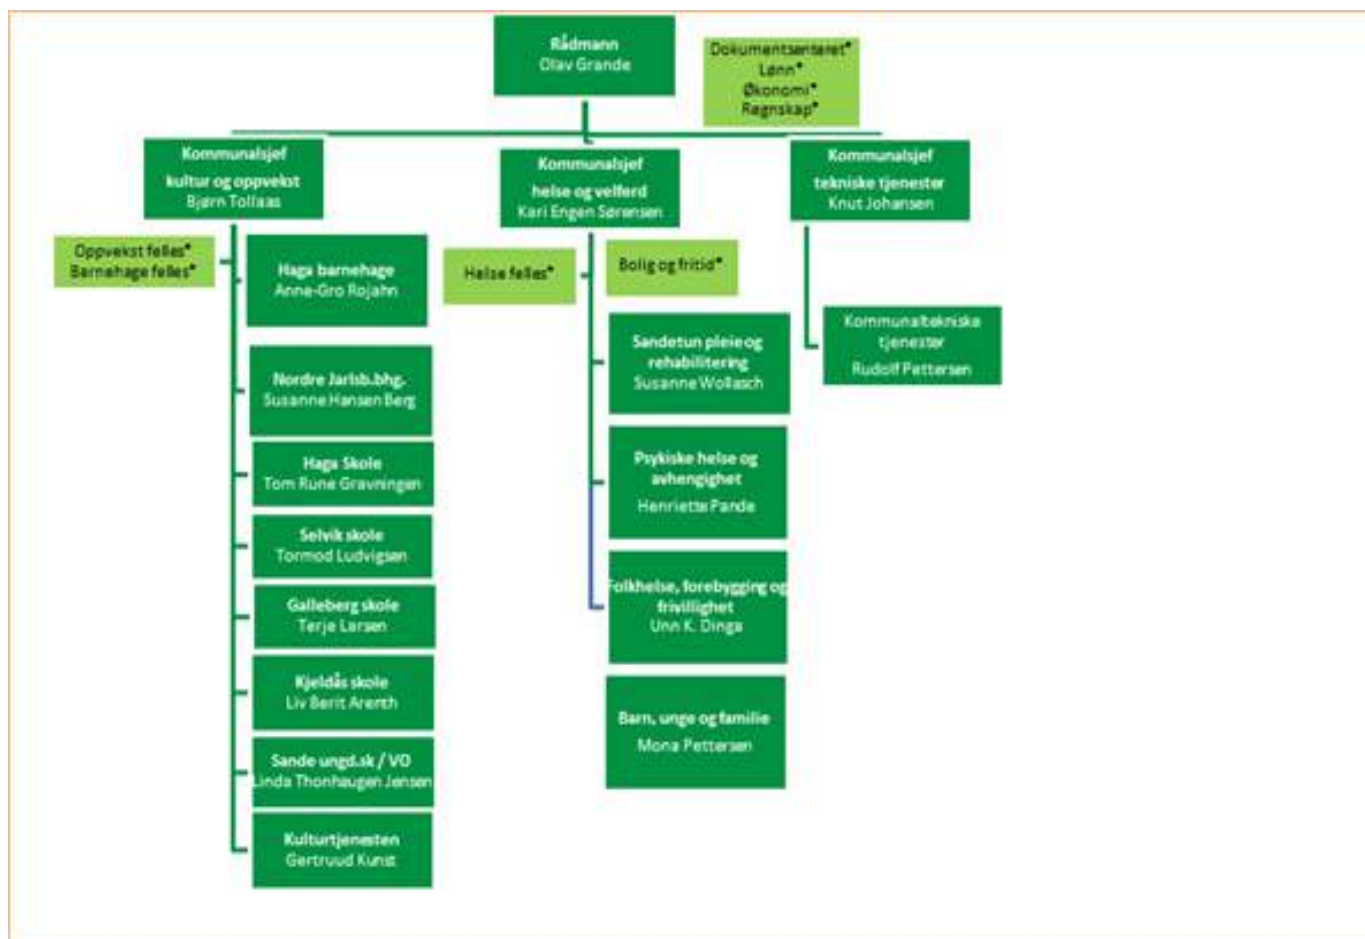 Rådmann
Olav Grande
Dokumentsenteret*
Lønn*
Økonomi*
Regnskap*
Kommunalsjef
kultur og oppvekst
Bjørn Tollaas
Kommunalsjef
helse og velferd
Kari Engen Sørensen
Kommunalsjef
tekniske tjenester
Knut Johansen
Oppvekst felles*
Barnehage felles*
Haga barnehage
Anne-Gro Rojahn
Nordre Jarlsb.bhg.
Susanne Hansen Berg
Haga Skole
Tom Rune Gravningen
Selvik skole
Tormod Ludvigsen
Galleberg skole
Terje Larsen
Kjeldås skole
Liv Berit Arenth
Sande ungd.sk / VO
Linda Thonhaugen Jensen
Kulturtjenesten
Gertruud Kunst
Helse felles*
Bolig og fritid*
Sandetun pleie og
rehabilitering
Susanne Wollasch
Psykiske helse og
avhengighet
Henriette Pande
Folkhelse, forebygging og
frivillighet
Unn K. Dinga
Barn, unge og familie
Mona Pettersen
Kommunaltekniske
tjenester
Rudolf Pettersen